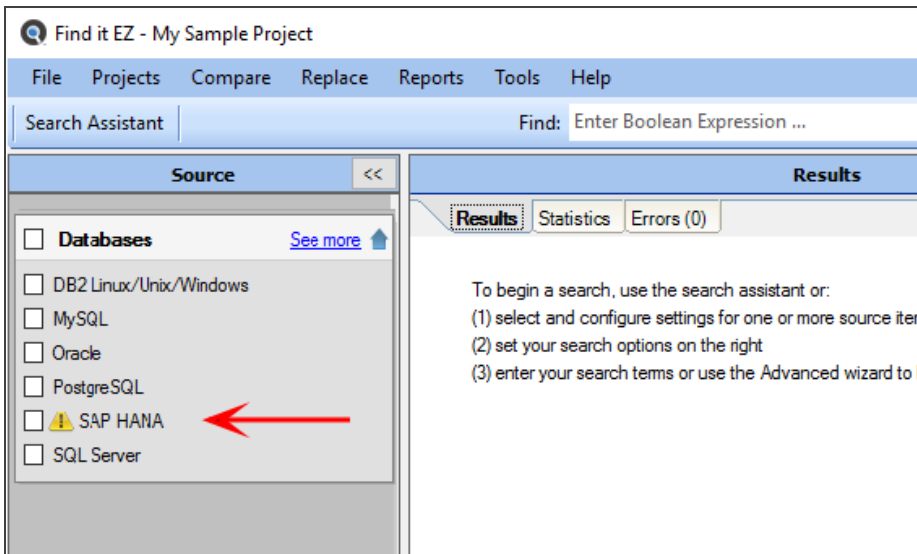 Find it EZ - My Sample Project
File Projects Compare Replace Reports Tools Help
Search Assistant Find: Enter Boolean Expression ...
Source <<
Databases See more
DB2 Linux/Unix/Windows
MySQL
Oracle
PostgreSQL
SAP HANA
SQL Server
Results
Results Statistics Errors (0)
To begin a search, use the search assistant or:
(1) select and configure settings for one or more source
(2) set your search options on the right
(3) enter your search terms or use the Advanced wizard to